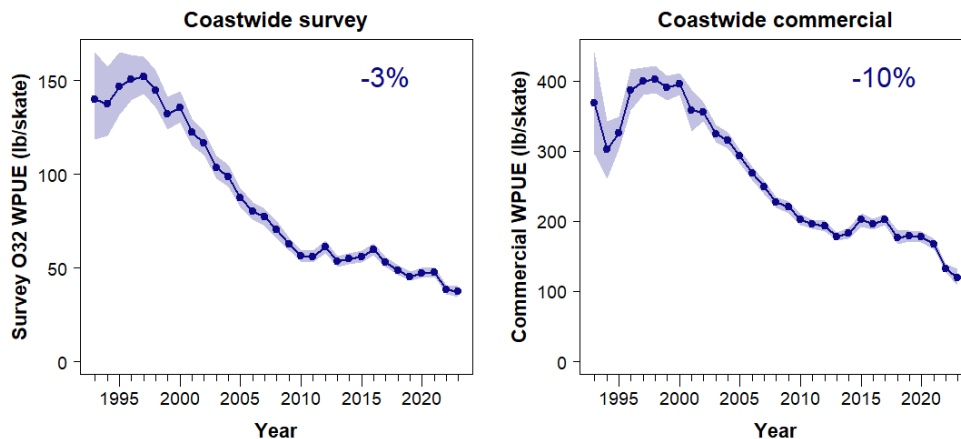 Coastwide survey
-3%
Survey O32 WPUE (lb/skate)
150
100
50
0
1995 2000 2005 2010 2015 2020
Year
Coastwide commercial
-10%
Commercial WPUE (lb/skate)
400
300
200
100
0
1995 2000 2005 2010 2015 2020
Year